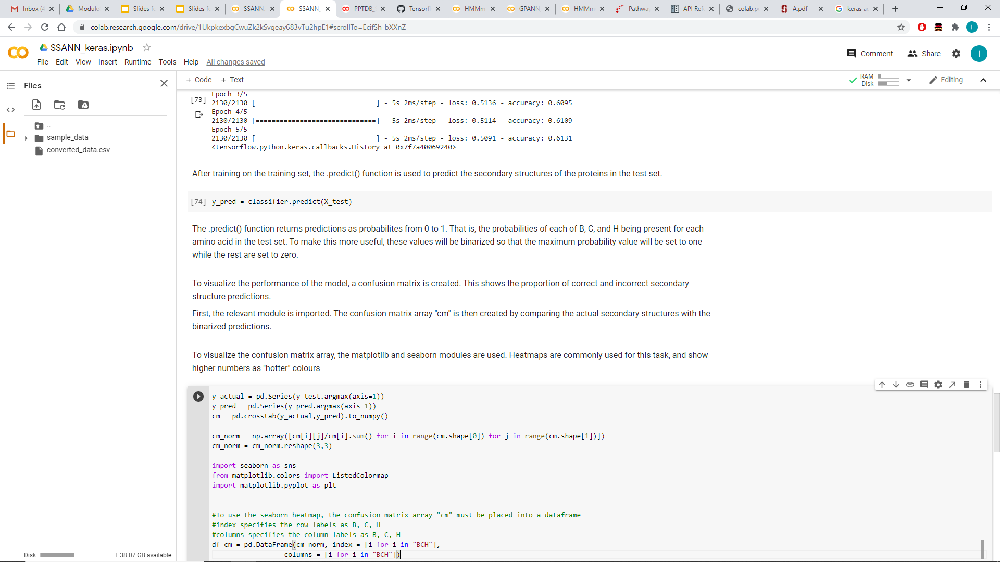 Inbox (4
Module
Slides fo
Slides fo
SSANN.
SSANN_
PPTDB_
Tensorfl
HMMm
GPANN
HMMm
Pathwa
API Ref
colab.p
A.pdf
keras ac
colab.research.google.com/drive/1UkpkexbgCwuZk2kSvgeay683vTu2hpE1#scrollTo=EcifSh-bXXnZ
I
SSANN_keras.ipynb
File Edit View Insert Runtime Tools Help All changes saved
Comment Share I
Files
+ Code + Text
RAM
Disk
Editing
..
sample_data
converted_data.csv
Disk 38.07 GB available
[73]
Epoch 3/5
2130/2130 [==============================] - 5s 2ms/step - loss: 0.5136 - accuracy: 0.6095
Epoch 4/5
2130/2130 [==============================] - 5s 2ms/step - loss: 0.5114 - accuracy: 0.6109
Epoch 5/5
2130/2130 [==============================] - 5s 2ms/step - loss: 0.5091 - accuracy: 0.6131
<tensorflow.python.keras.callbacks.History at 0x7f7a40069240>
After training on the training set, the .predict() function is used to predict the secondary structures of the proteins in the test set.
[74] y_pred = classifier.predict(X_test)
The .predict() function returns predictions as probabilites from 0 to 1. That is, the probabilities of each of B, C, and H being present for each
amino acid in the test set. To make this more useful, these values will be binarized so that the maximum probability value will be set to one
while the rest are set to zero.
To visualize the performance of the model, a confusion matrix is created. This shows the proportion of correct and incorrect secondary
structure predictions.
First, the relevant module is imported. The confusion matrix array "cm" is then created by comparing the actual secondary structures with the
binarized predictions.
To visualize the confusion matrix array, the matplotlib and seaborn modules are used. Heatmaps are commonly used for this task, and show
higher numbers as "hotter" colours
y_actual = pd.Series(y_test.argmax(axis=1))
y_pred = pd.Series(y_pred.argmax(axis=1))
cm = pd.crosstab(y_actual,y_pred).to_numpy()
cm_norm = np.array([cm[i][j]/cm[i].sum() for i in range(cm.shape[0]) for j in range(cm.shape[1])])
cm_norm = cm_norm.reshape(3,3)
import seaborn as sns
from matplotlib.colors import ListedColormap
import matplotlib.pyplot as plt
#To use the seaborn heatmap, the confusion matrix array "cm" must be placed into a dataframe
#index specifies the row labels as B, C, H
#columns specifies the column labels as B, C, H
df_cm = pd.DataFrame(cm_norm, index = [i for i in "BCH"],
columns = [i for i in "BCH"])